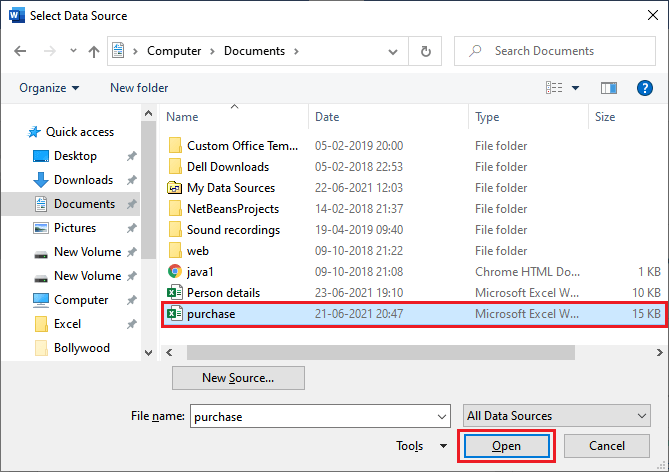 Select Data Source
Computer > Documents >
Search Documents
Organize New folder
Name Date Type Size
Quick access
Desktop
Downloads
Documents
Pictures
New Volume
New Volume
Computer
Excel
Bollywood
Custom Office Tem... 05-02-2019 20:00 File folder
Dell Downloads 05-02-2018 22:53 File folder
My Data Sources 22-06-2021 12:03 File folder
NetBeansProjects 14-02-2018 21:37 File folder
Sound recordings 19-04-2019 09:40 File folder
web 09-10-2018 21:22 File folder
java1 09-10-2018 21:08 Chrome HTML Do... 1 KB
Person details 23-06-2021 19:10 Microsoft Excel W... 10 KB
purchase 21-06-2021 20:47 Microsoft Excel W... 15 KB
New Source...
File name: purchase All Data Sources
Tools Open Cancel